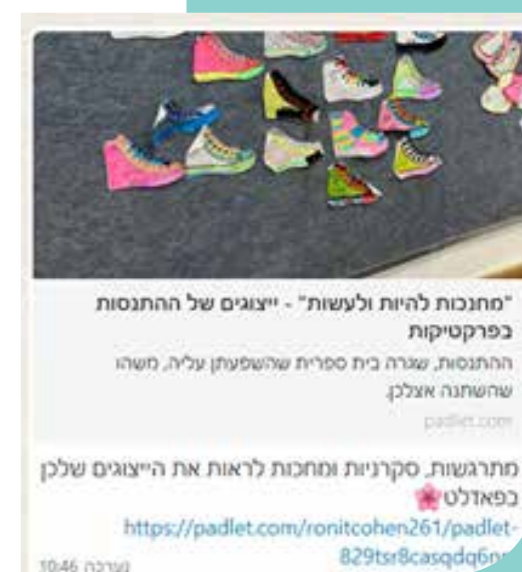 "מחנכות להיות ולעשות" - ייצוגים של ההתנסות
בפרקטיקות
ההתנסות, שגרה בית ספרית שהשפעתן עליה, משהו
שהשתנה אצלכן.
padlet.com
מתרגשות, סקרניות ומחכות לראות את הייצוגים שלכן
בפאדלט🌸
https://padlet.com/ronitcohen261/padlet-
829tsr8casqdq6n
נערכה 10:46